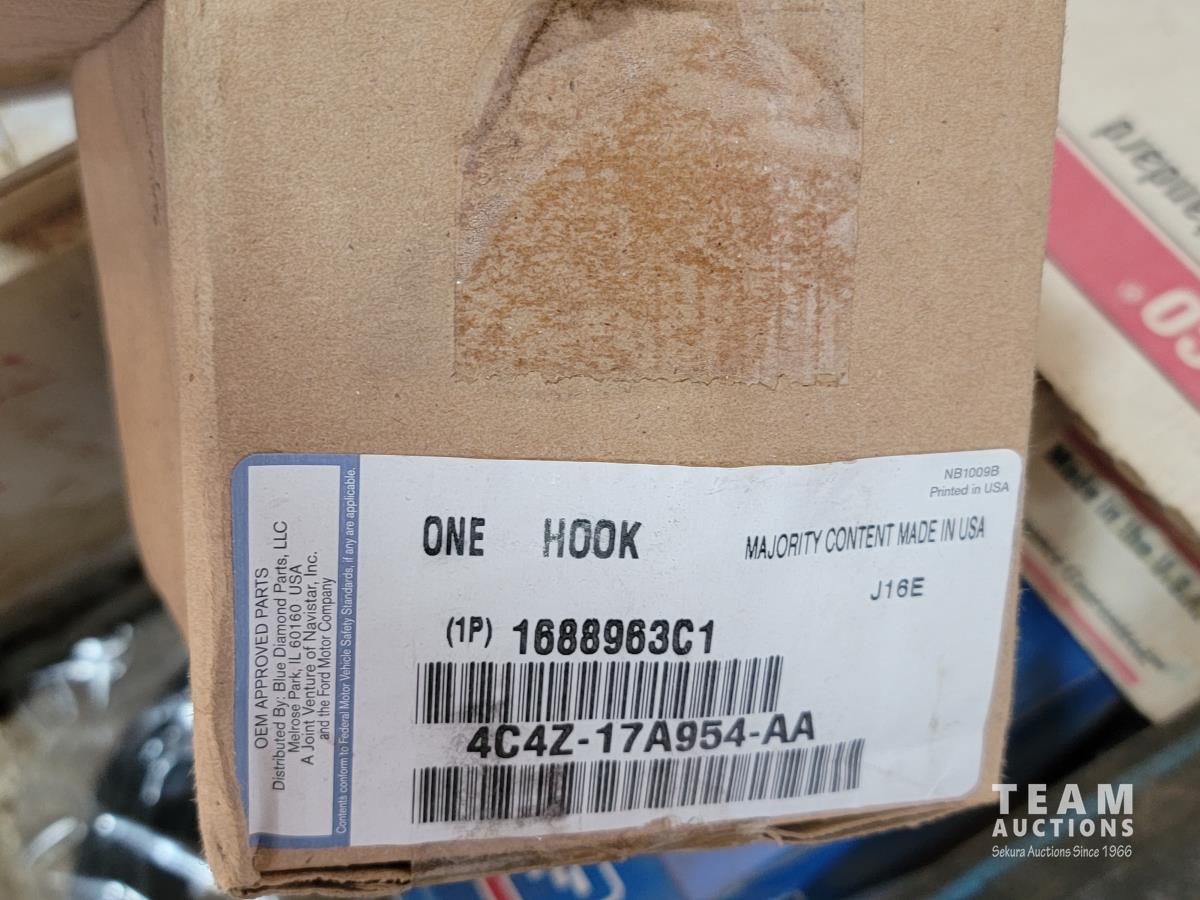 NB1009B
Printed in USA
ONE HOOK
MAJORITY CONTENT MADE IN USA
J16E
(1P) 1688963C1
4C4Z-17A954-AA
OEM APPROVED PARTS
Distributed By: Blue Diamond Parts, LLC
Melrose Park, IL 60160 USA
A Joint Venture of Navistar, Inc.
and the Ford Motor Company
Contents conform to Federal Motor Vehicle Safety Standards, if any are applicable.
Made in the U.S.A
TEAM
AUCTIONS
Sekura Auctions Since 1966